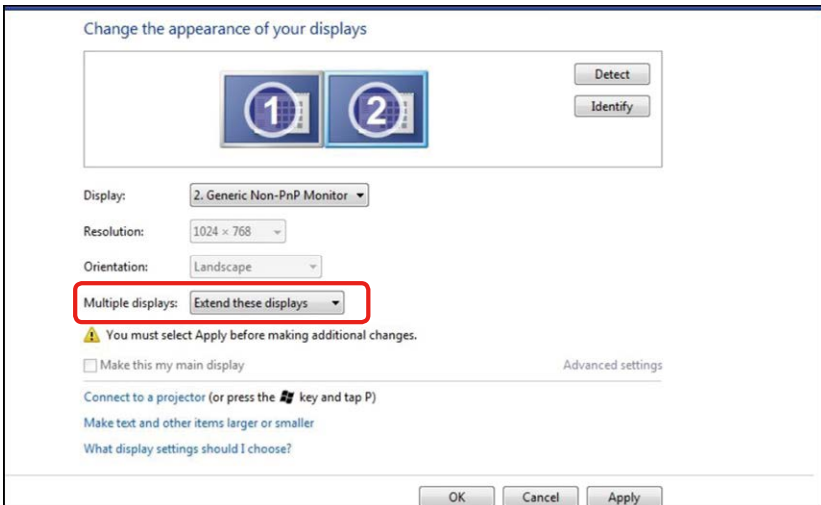 Change the appearance of your displays
1
2
Detect
Identify
Display:
2. Generic Non-PnP Monitor
Resolution:
1024 × 768
Orientation:
Landscape
Multiple displays:
Extend these displays
You must select Apply before making additional changes.
Make this my main display
Advanced settings
Connect to a projector (or press the key and tap P)
Make text and other items larger or smaller
What display settings should I choose?
OK
Cancel
Apply